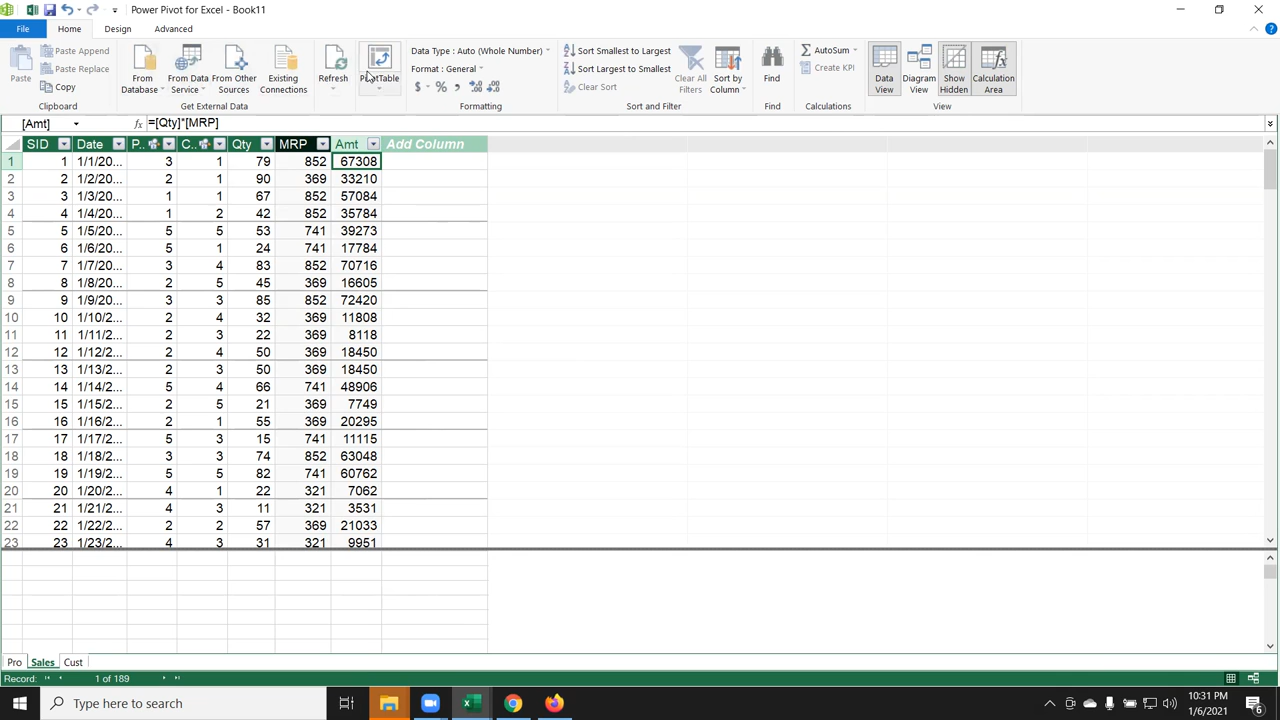 Power Pivot for Excel - Book11
File Home Design Advanced
Paste
Paste Append
Paste Replace
Copy
Clipboard
From Database
From Data Service
From Other Sources
Existing Connections
Get External Data
Refresh
PivotTable
Data Type : Auto (Whole Number)
Format : General
$ % ,
Formatting
Sort Smallest to Largest
Sort Largest to Smallest
Clear Sort
Clear All Filters
Sort by Column
Sort and Filter
Find
Find
AutoSum
Create KPI
Calculations
Data View
Diagram View
Show Hidden
Calculation Area
View
[Amt] fx =[Qty]*[MRP]
SID Date P.. C.. Qty MRP Amt Add Column
1 1 1/1/20... 3 1 79 852 67308
2 2 1/2/20... 2 1 90 369 33210
3 3 1/3/20... 1 1 67 852 57084
4 4 1/4/20... 1 2 42 852 35784
5 5 1/5/20... 5 5 53 741 39273
6 6 1/6/20... 5 1 24 741 17784
7 7 1/7/20... 3 4 83 852 70716
8 8 1/8/20... 2 5 45 369 16605
9 9 1/9/20... 3 3 85 852 72420
10 10 1/10/2... 2 4 32 369 11808
11 11 1/11/2... 2 3 22 369 8118
12 12 1/12/2... 2 4 50 369 18450
13 13 1/13/2... 2 3 50 369 18450
14 14 1/14/2... 5 4 66 741 48906
15 15 1/15/2... 2 5 21 369 7749
16 16 1/16/2... 2 1 55 369 20295
17 17 1/17/2... 5 3 15 741 11115
18 18 1/18/2... 3 3 74 852 63048
19 19 1/19/2... 5 5 82 741 60762
20 20 1/20/2... 4 1 22 321 7062
21 21 1/21/2... 4 3 11 321 3531
22 22 1/22/2... 2 2 57 369 21033
23 23 1/23/2... 4 3 31 321 9951
Pro Sales Cust
Record: 1 of 189
Type here to search
10:31 PM
1/6/2021
6